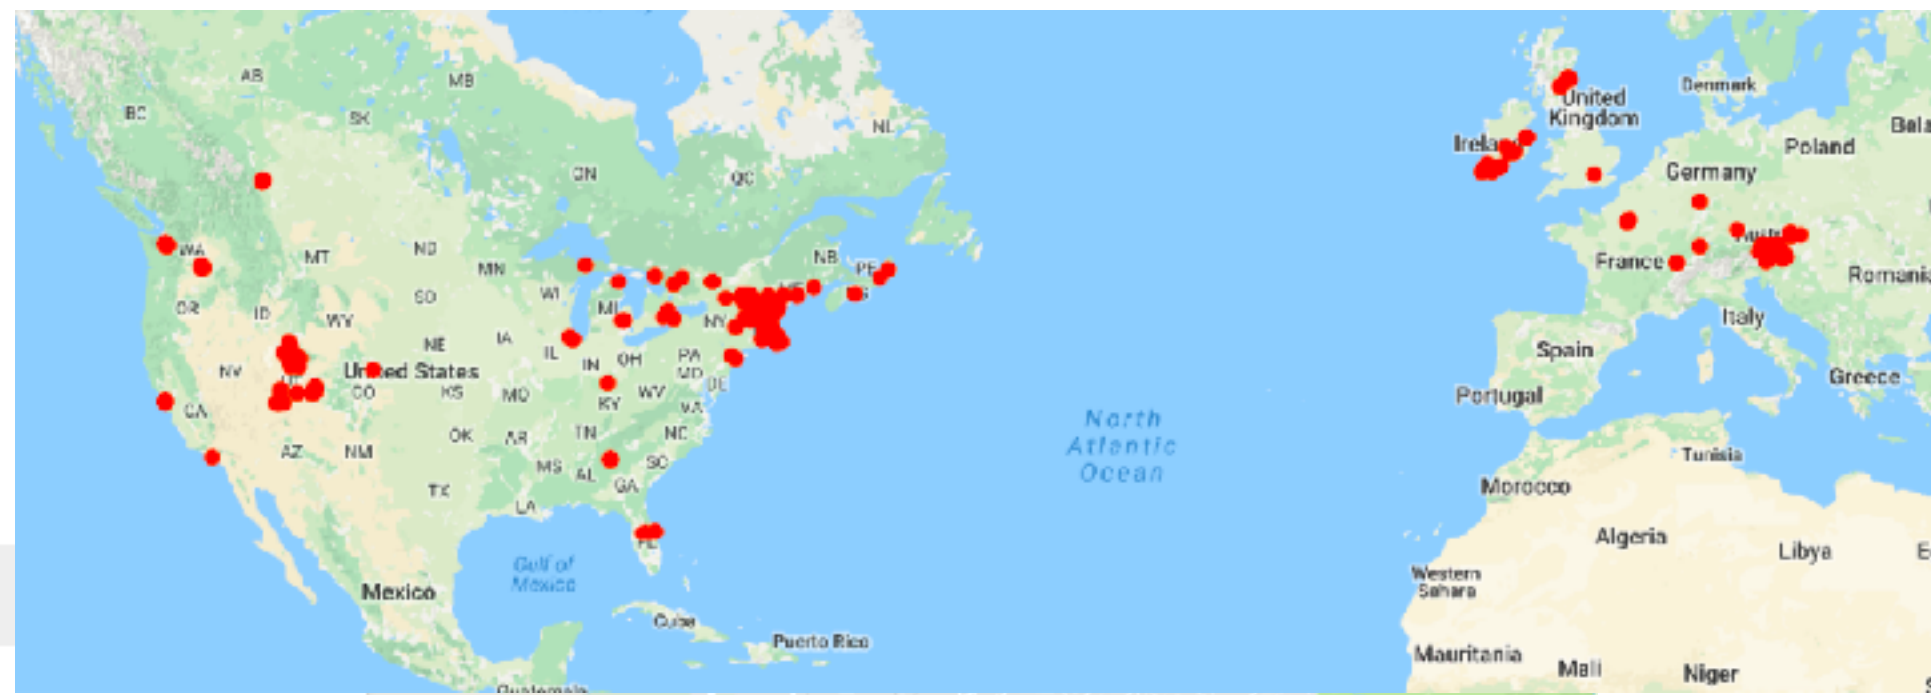 AB
MB
BC
SK
NL
ON
QC
WA
MT
ND
MN
NB
PE
OR
ID
SD
WI
MI
WY
NY
NE
IA
IL
IN
OH
PA
NV
United States
MD
DE
CO
KS
MO
WV
KY
VA
CA
OK
AR
TN
NC
AZ
NM
MS
AL
SC
TX
GA
LA
FL
Gulf of
Mexico
Mexico
Cuba
Puerto Rico
Guatemala
North
Atlantic
Ocean
United
Kingdom
Denmark
Poland
Germany
France
Italy
Spain
Portugal
Greece
Tunisia
Morocco
Algeria
Libya
Western
Sahara
Mauritania
Mali
Niger